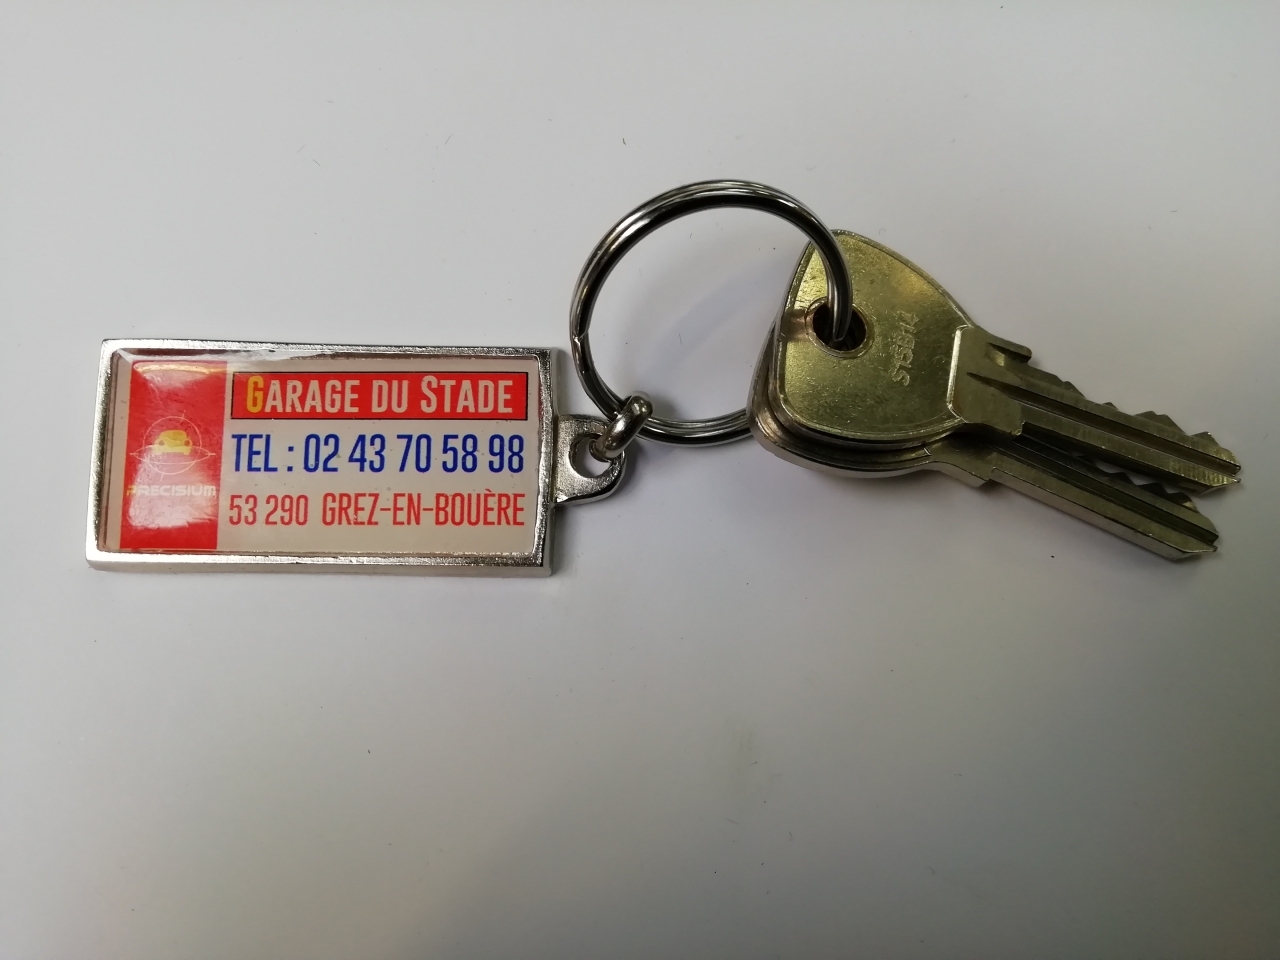 GARAGE DU STADE
TEL : 02 43 70 58 98
53 290 GREZ-EN-BOUÈRE
PRECISIUM